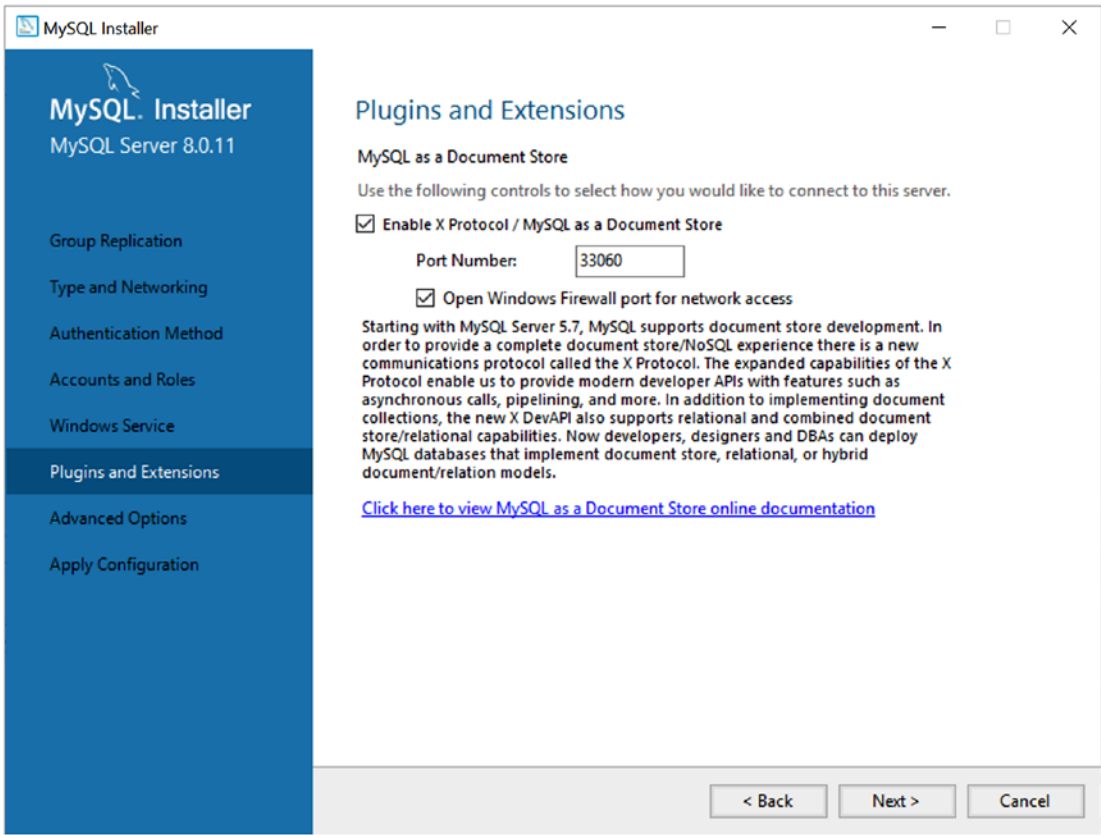 MySQL Installer
MySQL. Installer
MySQL Server 8.0.11
Group Replication
Type and Networking
Authentication Method
Accounts and Roles
Windows Service
Plugins and Extensions
Advanced Options
Apply Configuration
Plugins and Extensions
MySQL as a Document Store
Use the following controls to select how you would like to connect to this server.
Enable X Protocol / MySQL as a Document Store
Port Number: 33060
Open Windows Firewall port for network access
Starting with MySQL Server 5.7, MySQL supports document store development. In
order to provide a complete document store/NoSQL experience there is a new
communications protocol called the X Protocol. The expanded capabilities of the X
Protocol enable us to provide modern developer APIs with features such as
asynchronous calls, pipelining, and more. In addition to implementing document
collections, the new X DevAPI also supports relational and combined document
store/relational capabilities. Now developers, designers and DBAs can deploy
MySQL databases that implement document store, relational, or hybrid
document/relation models.
Click here to view MySQL as a Document Store online documentation
< Back
Next >
Cancel